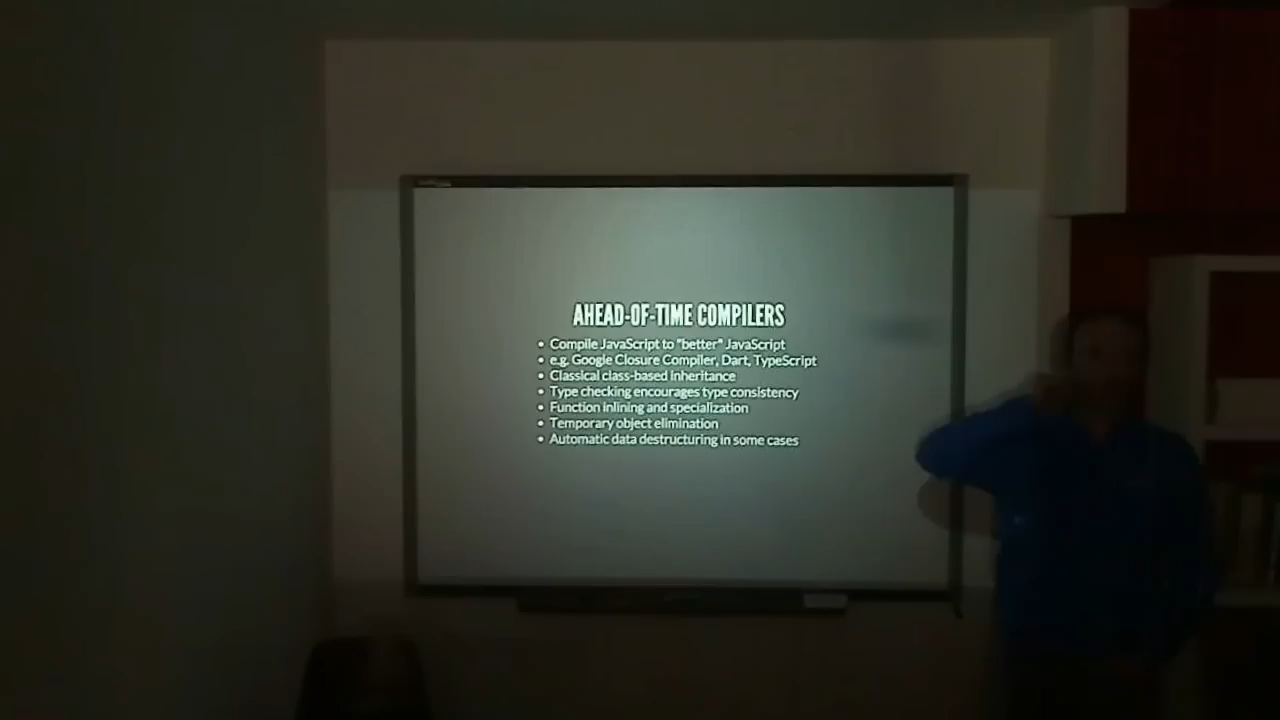 AHEAD-OF-TIME COMPILERS
• Compile JavaScript to "better" JavaScript
• e.g. Google Closure Compiler, Dart, TypeScript
• Classical class-based inheritance
• Type checking encourages type consistency
• Function inlining and specialization
• Temporary object elimination
• Automatic data destructuring in some cases